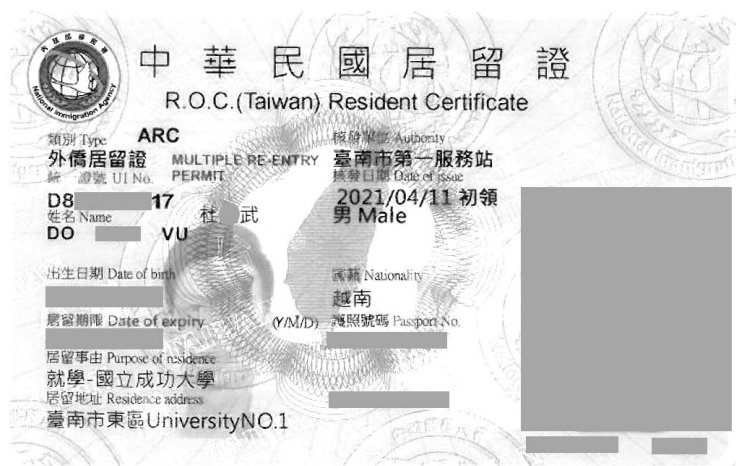 內政部移民署
National Immigration Agency
中華民國居留證
R.O.C.(Taiwan) Resident Certificate
類別 Type ARC
外僑居留證 MULTIPLE RE-ENTRY PERMIT
核發單位 Authority
臺南市第一服務站
統一證號 UI No.
D8 17
核發日期 Date of issue
2021/04/11 初領
姓名 Name
杜 武
男 Male
DO VU
出生日期 Date of birth
國籍 Nationality
越南
居留期限 Date of expiry (Y/M/D)
護照號碼 Passport No.
居留事由 Purpose of residence
就學-國立成功大學
居留地址 Residence address
臺南市東區UniversityNO.1